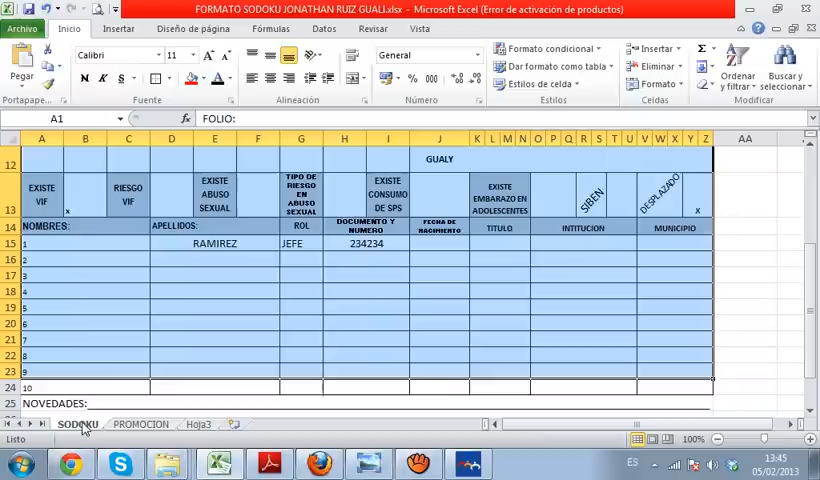 FORMATO SODOKU JONATHAN RUIZ GUALI.xlsx - Microsoft Excel (Error de activación de productos)
Archivo Inicio Insertar Diseño de página Fórmulas Datos Revisar Vista
Pegar
Calibri 11 A A
General
Formato condicional
Dar formato como tabla
Estilos de celda
Insertar
Eliminar
Formato
Ordenar y filtrar
Buscar y seleccionar
N K S
% 000
Portapape... Fuente Alineación Número Estilos Celdas Modificar
A1 fx FOLIO:
A B C D E F G H I J K L M N O P Q R S T U V W X Y Z AA
12 GUALY
13 EXISTE VIF x RIESGO VIF EXISTE ABUSO SEXUAL TIPO DE RIESGO EN ABUSO SEXUAL EXISTE CONSUMO DE SPS EXISTE EMBARAZO EN ADOLESCENTES SIBEN DESPLAZADO x
14 NOMBRES: APELLIDOS: ROL DOCUMENTO Y NUMERO FECHA DE NACIMIENTO TITULO INTITUCION MUNICIPIO
15 1 RAMIREZ JEFE 234234
16 2
17 3
18 4
19 5
20 6
21 7
22 8
23 9
24 10
25 NOVEDADES:
SODOKU PROMOCION Hoja3
Listo 100%
ES 13:45
05/02/2013